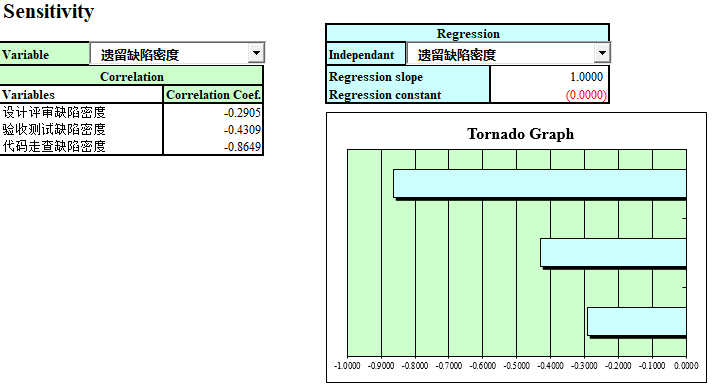 Sensitivity
Variable 遗留缺陷密度
Correlation
Variables Correlation Coef.
设计评审缺陷密度 -0.2905
验收测试缺陷密度 -0.4309
代码走查缺陷密度 -0.8649
Regression
Independant 遗留缺陷密度
Regression slope 1.0000
Regression constant (0.0000)
Tornado Graph
-1.0000 -0.9000 -0.8000 -0.7000 -0.6000 -0.5000 -0.4000 -0.3000 -0.2000 -0.1000 0.0000